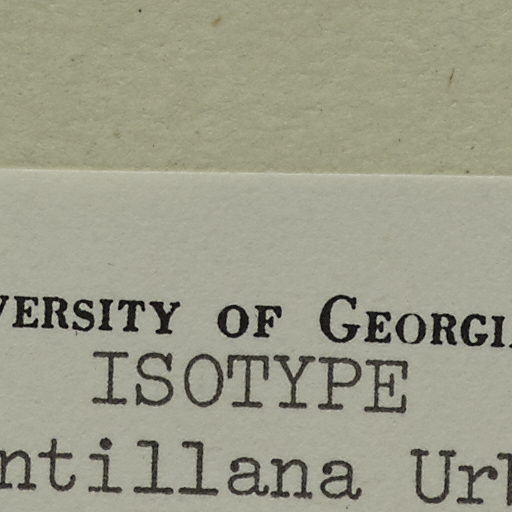 VERSITY OF GEORGI
ISOTYPE
ntillana Ur